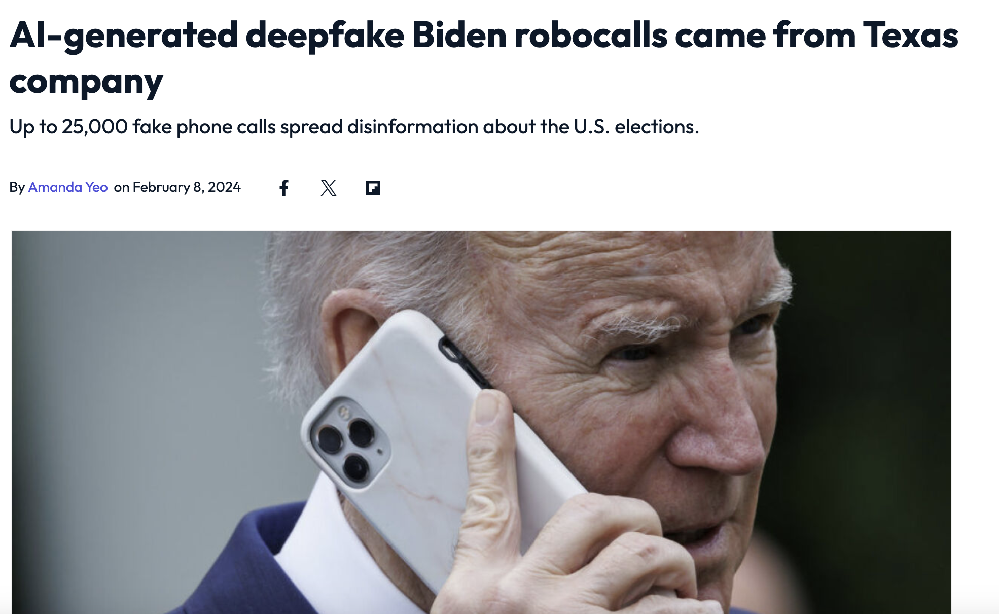 AI-generated deepfake Biden robocalls came from Texas
company
Up to 25,000 fake phone calls spread disinformation about the U.S. elections.
By Amanda Yeo on February 8, 2024